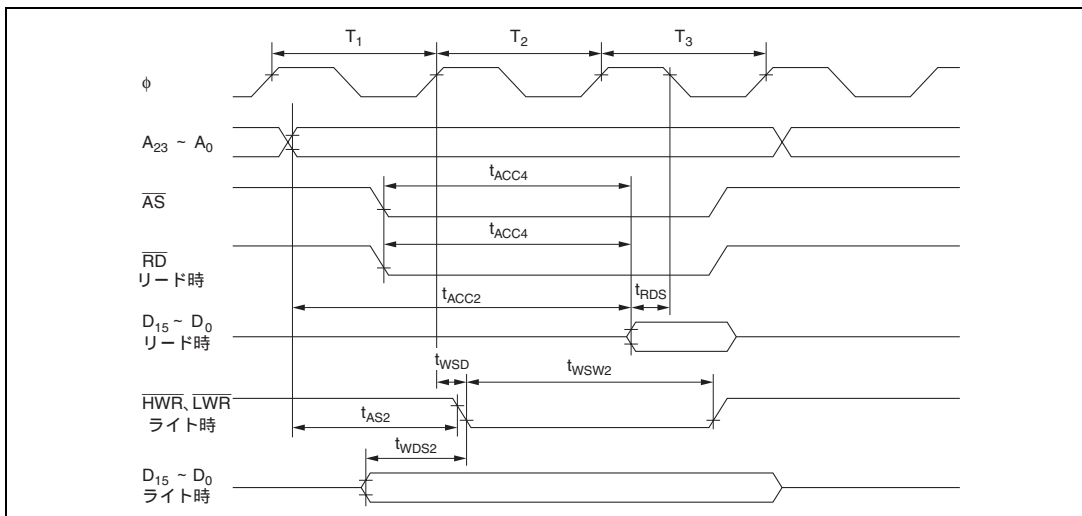 T1 T2 T3
φ
A23 ~ A0
tACC4
AS
tACC4
RD
リード時
tACC2 tRDS
D15 ~ D0
リード時
tWSD tWSW2
HWR、LWR
ライト時
tAS2
tWDS2
D15 ~ D0
ライト時